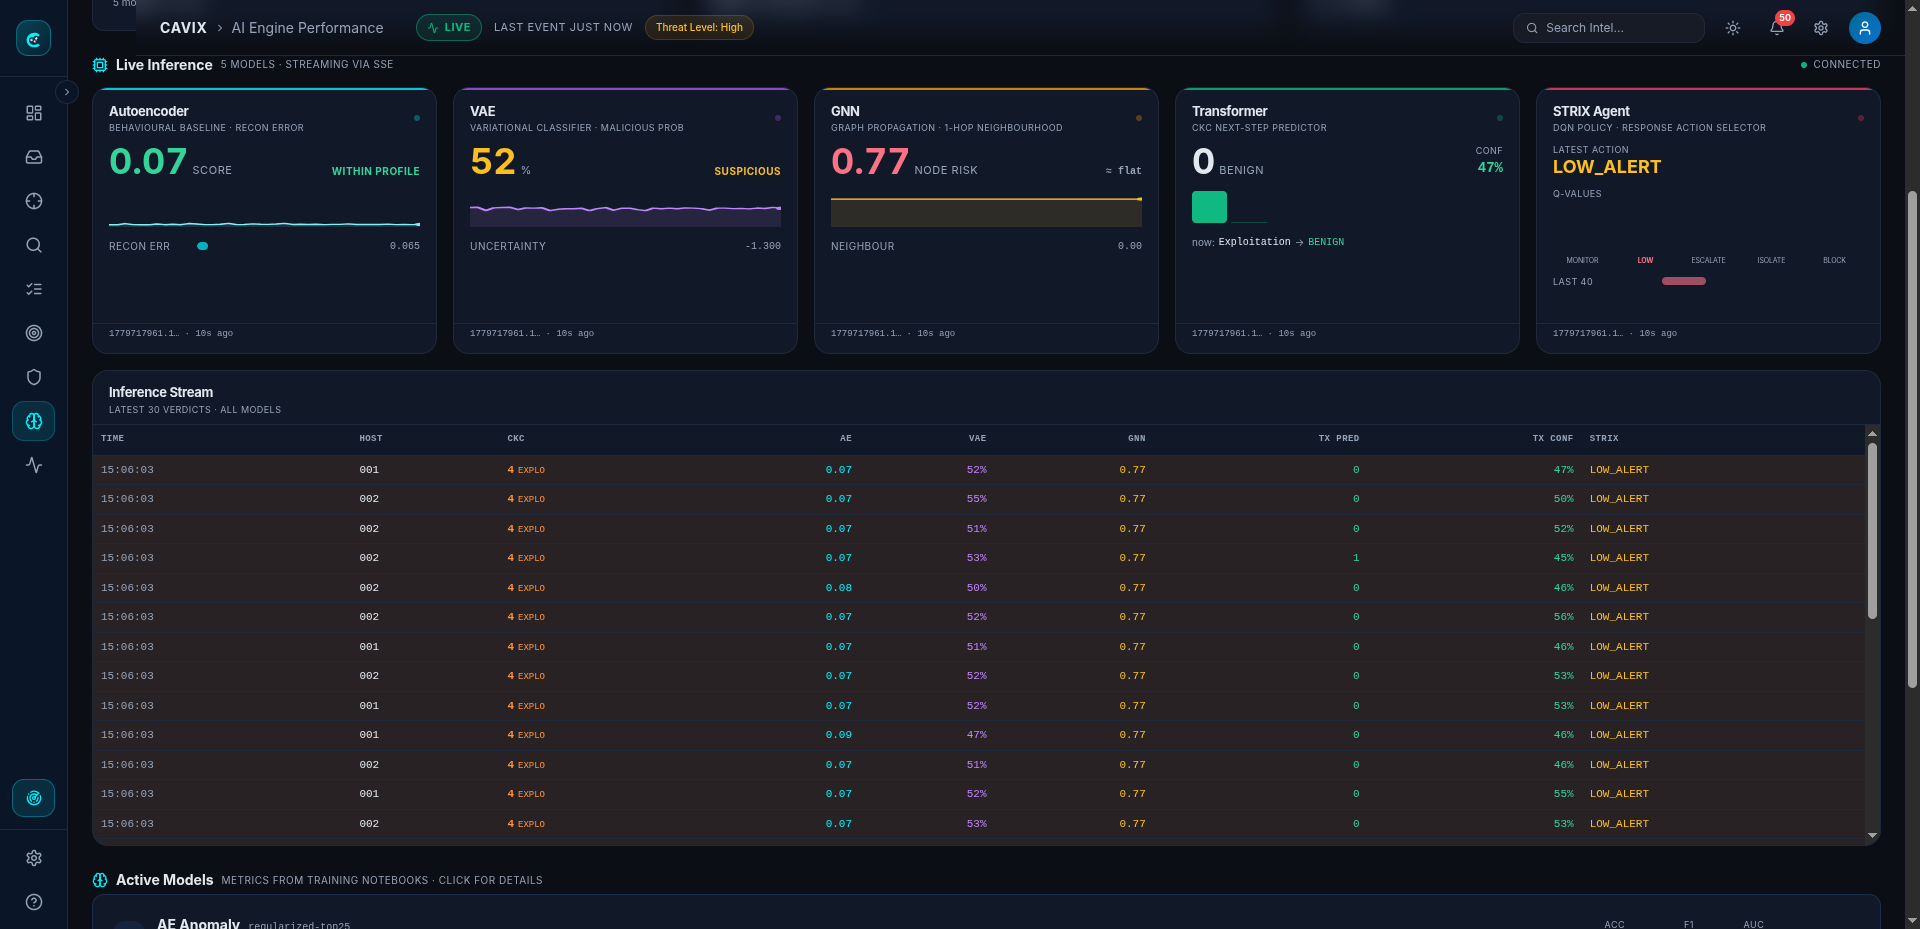 5 mo
CAVIX > AI Engine Performance
LIVE
LAST EVENT JUST NOW
Threat Level: High
Search Intel...
50
Live Inference 5 MODELS · STREAMING VIA SSE
CONNECTED
Autoencoder
BEHAVIOURAL BASELINE · RECON ERROR
0.07 SCORE
WITHIN PROFILE
RECON ERR 0.065
1779717961.1… · 10s ago
VAE
VARIATIONAL CLASSIFIER · MALICIOUS PROB
52 %
SUSPICIOUS
UNCERTAINTY -1.300
1779717961.1… · 10s ago
GNN
GRAPH PROPAGATION · 1-HOP NEIGHBOURHOOD
0.77 NODE RISK
≈ flat
NEIGHBOUR 0.00
1779717961.1… · 10s ago
Transformer
CKC NEXT-STEP PREDICTOR
0 BENIGN
CONF
47%
now: Exploitation → BENIGN
1779717961.1… · 10s ago
STRIX Agent
DQN POLICY · RESPONSE ACTION SELECTOR
LATEST ACTION
LOW_ALERT
Q-VALUES
MONITOR LOW ESCALATE ISOLATE BLOCK
LAST 40
1779717961.1… · 10s ago
Inference Stream
LATEST 30 VERDICTS · ALL MODELS
TIME HOST CKC AE VAE GNN TX PRED TX CONF STRIX
15:06:03 001 4 EXPLO 0.07 52% 0.77 0 47% LOW_ALERT
15:06:03 002 4 EXPLO 0.07 55% 0.77 0 50% LOW_ALERT
15:06:03 002 4 EXPLO 0.07 51% 0.77 0 52% LOW_ALERT
15:06:03 002 4 EXPLO 0.07 53% 0.77 1 45% LOW_ALERT
15:06:03 002 4 EXPLO 0.08 50% 0.77 0 46% LOW_ALERT
15:06:03 002 4 EXPLO 0.07 52% 0.77 0 56% LOW_ALERT
15:06:03 001 4 EXPLO 0.07 51% 0.77 0 46% LOW_ALERT
15:06:03 002 4 EXPLO 0.07 52% 0.77 0 53% LOW_ALERT
15:06:03 001 4 EXPLO 0.07 52% 0.77 0 53% LOW_ALERT
15:06:03 001 4 EXPLO 0.09 47% 0.77 0 46% LOW_ALERT
15:06:03 002 4 EXPLO 0.07 51% 0.77 0 46% LOW_ALERT
15:06:03 001 4 EXPLO 0.07 52% 0.77 0 55% LOW_ALERT
15:06:03 002 4 EXPLO 0.07 53% 0.77 0 53% LOW_ALERT
Active Models METRICS FROM TRAINING NOTEBOOKS · CLICK FOR DETAILS
AE Anomaly regularized-top25
ACC F1 AUC